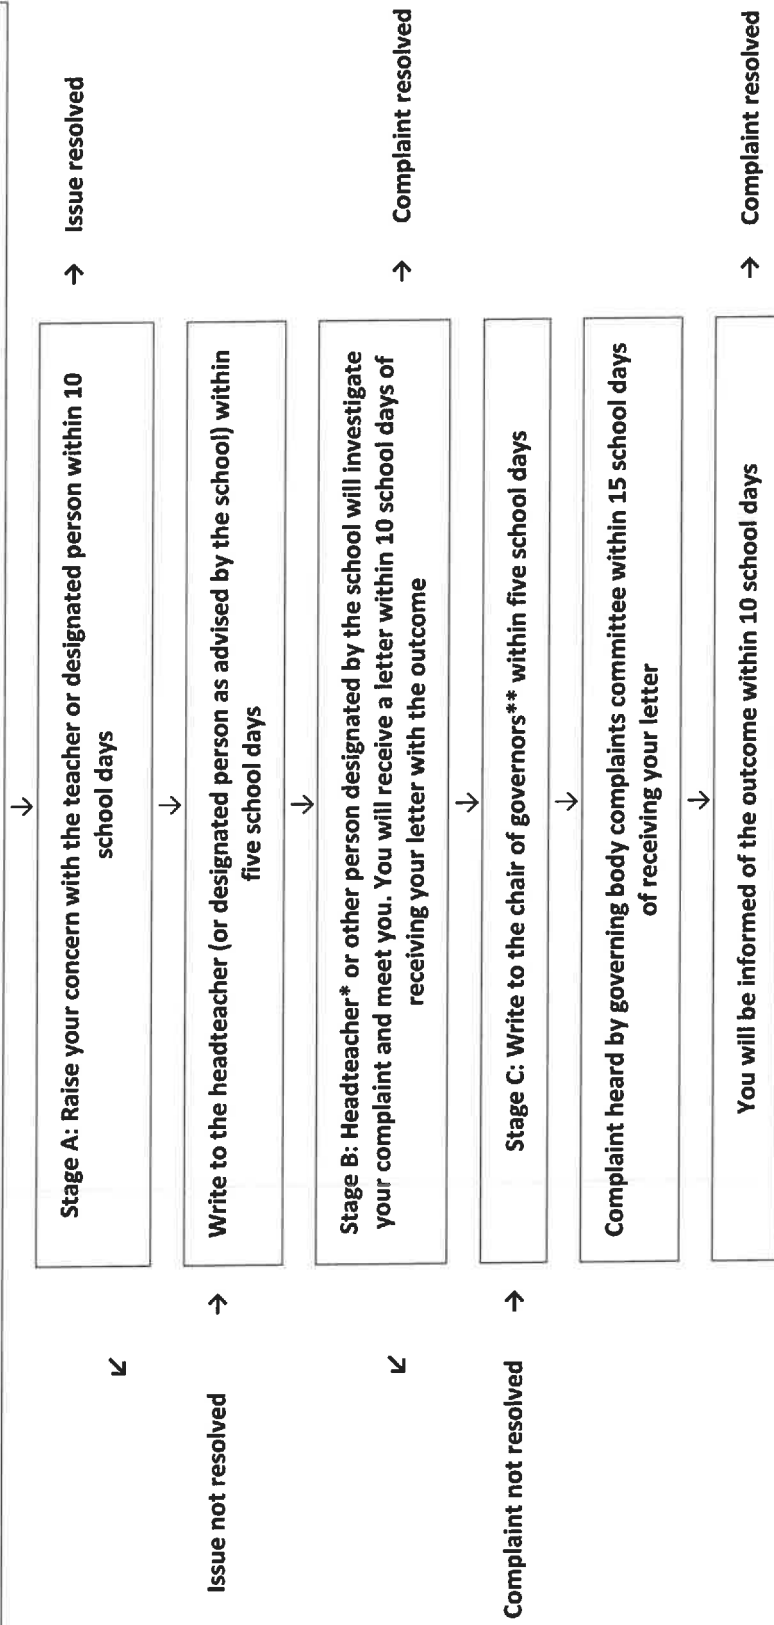 ↓
Stage A: Raise your concern with the teacher or designated person within 10
school days
→ Issue resolved
↙
Issue not resolved →
↓
Write to the headteacher (or designated person as advised by the school) within
five school days
↓
Stage B: Headteacher* or other person designated by the school will investigate
your complaint and meet you. You will receive a letter within 10 school days of
receiving your letter with the outcome
→ Complaint resolved
↙
Complaint not resolved →
↓
Stage C: Write to the chair of governors** within five school days
↓
Complaint heard by governing body complaints committee within 15 school days
of receiving your letter
↓
You will be informed of the outcome within 10 school days
→ Complaint resolved